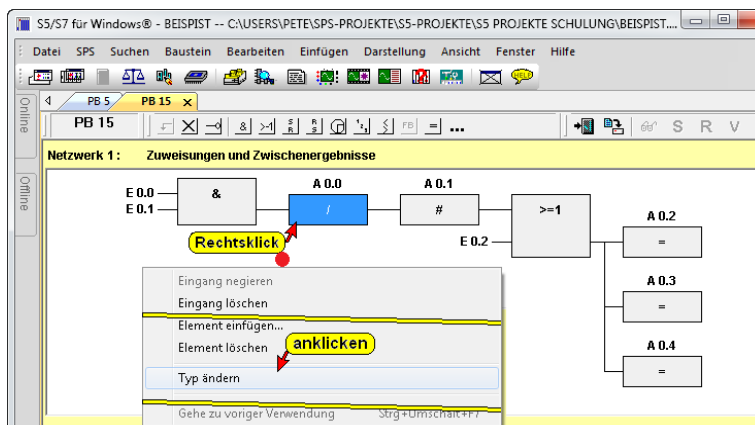 S5/S7 für Windows® - BEISPIST -- C:\USERS\PETE\SPS-PROJEKTE\S5-PROJEKTE\S5 PROJEKTE SCHULUNG\BEISPIST....
Datei SPS Suchen Baustein Bearbeiten Einfügen Darstellung Ansicht Fenster Hilfe
Online
Offline
PB 5 PB 15 x
PB 15 & >-1 S R R S FB = ... S R V
Netzwerk 1 : Zuweisungen und Zwischenergebnisse
A 0.0 A 0.1
E 0.0 & / # >=1
E 0.1
A 0.2
Rechtsklick E 0.2 =
Eingang negieren A 0.3
Eingang löschen =
Element einfügen...
Element löschen anklicken A 0.4
Typ ändern =
Gehe zu voriger Verwendung Strg+Umschalt+F7